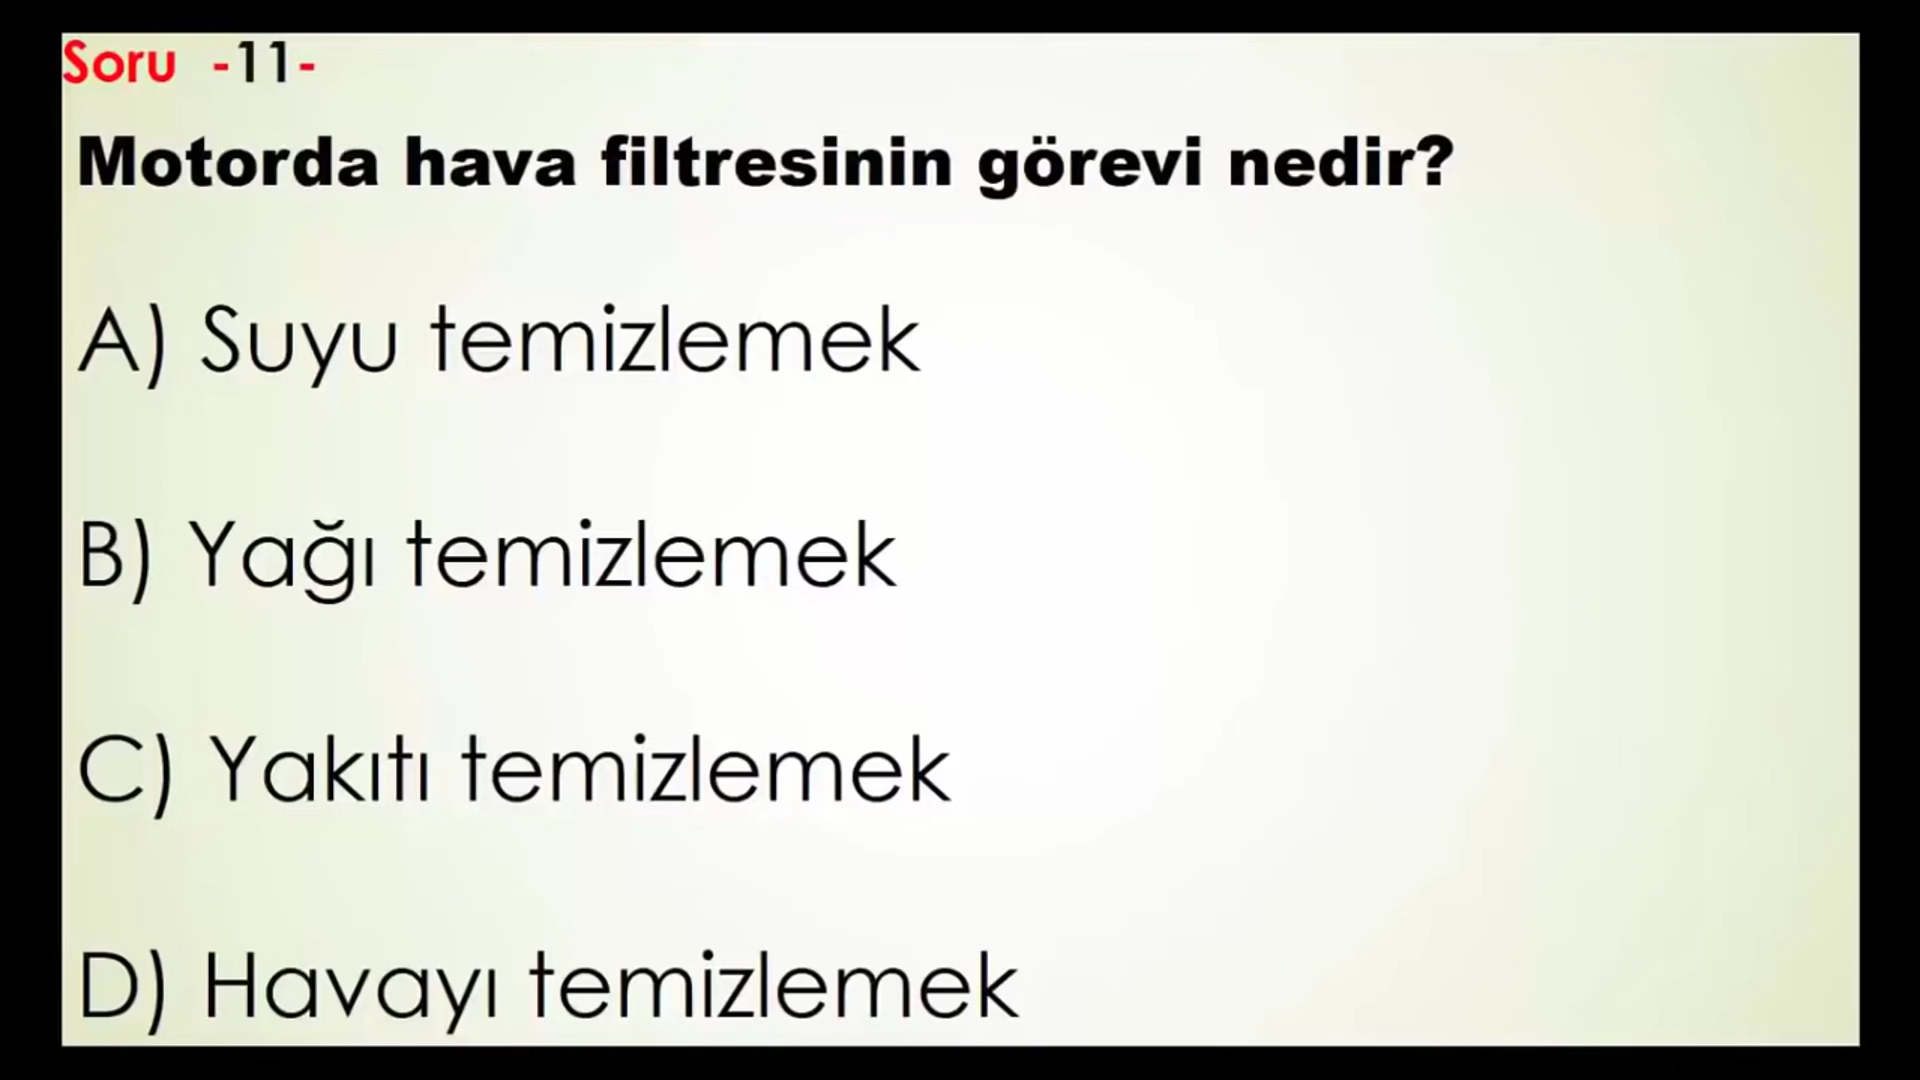 Soru -11-
Motorda hava filtresinin görevi nedir?
A) Suyu temizlemek
B) Yağı temizlemek
C) Yakıtı temizlemek
D) Havayı temizlemek